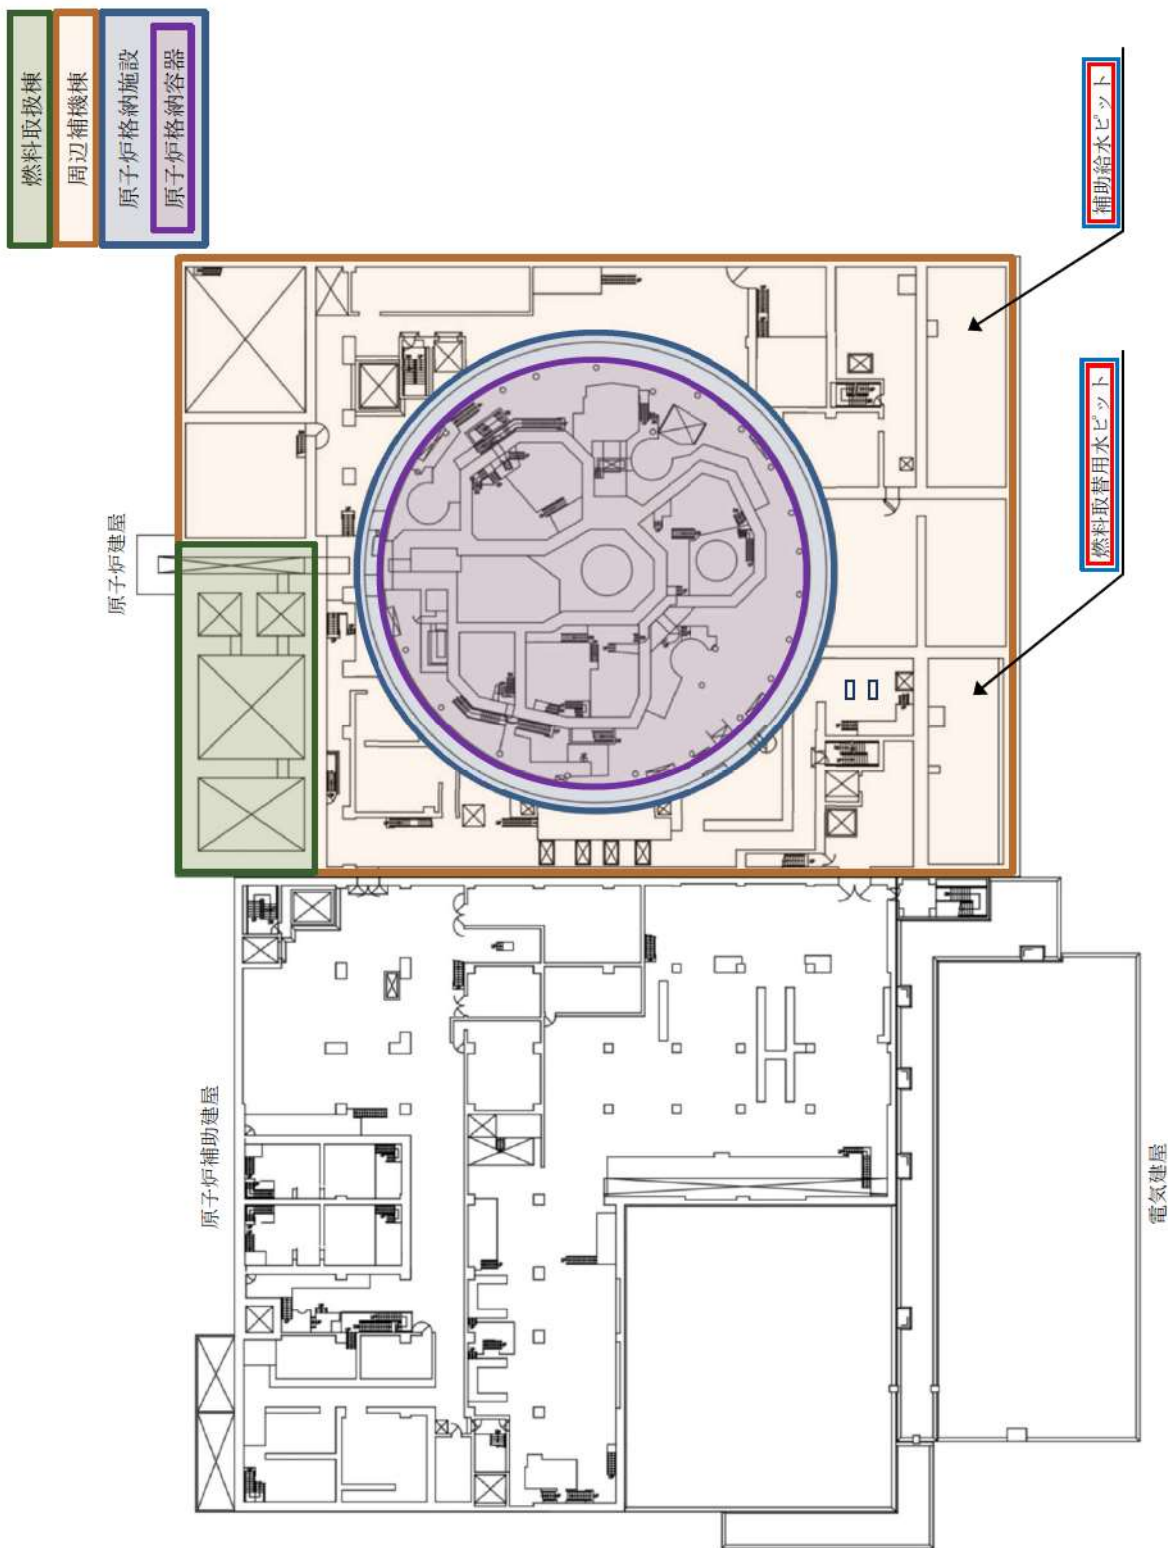 燃料取扱棟
周辺補機棟
原子炉格納施設
原子炉格納容器
補助給水ピット
燃料取替用水ピット
原子炉建屋
原子炉補助建屋
電気建屋